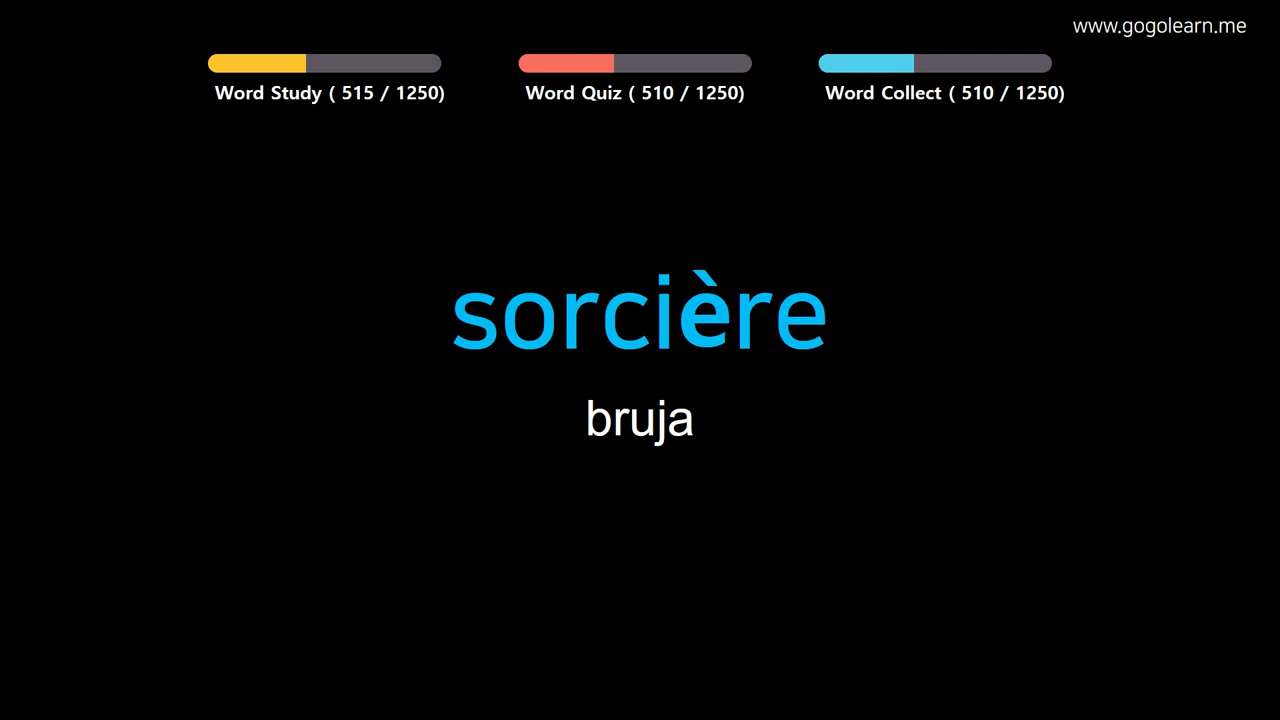 www.gogolearn.me
Word Study ( 515 / 1250)
Word Quiz ( 510 / 1250)
Word Collect ( 510 / 1250)
sorcière
bruja